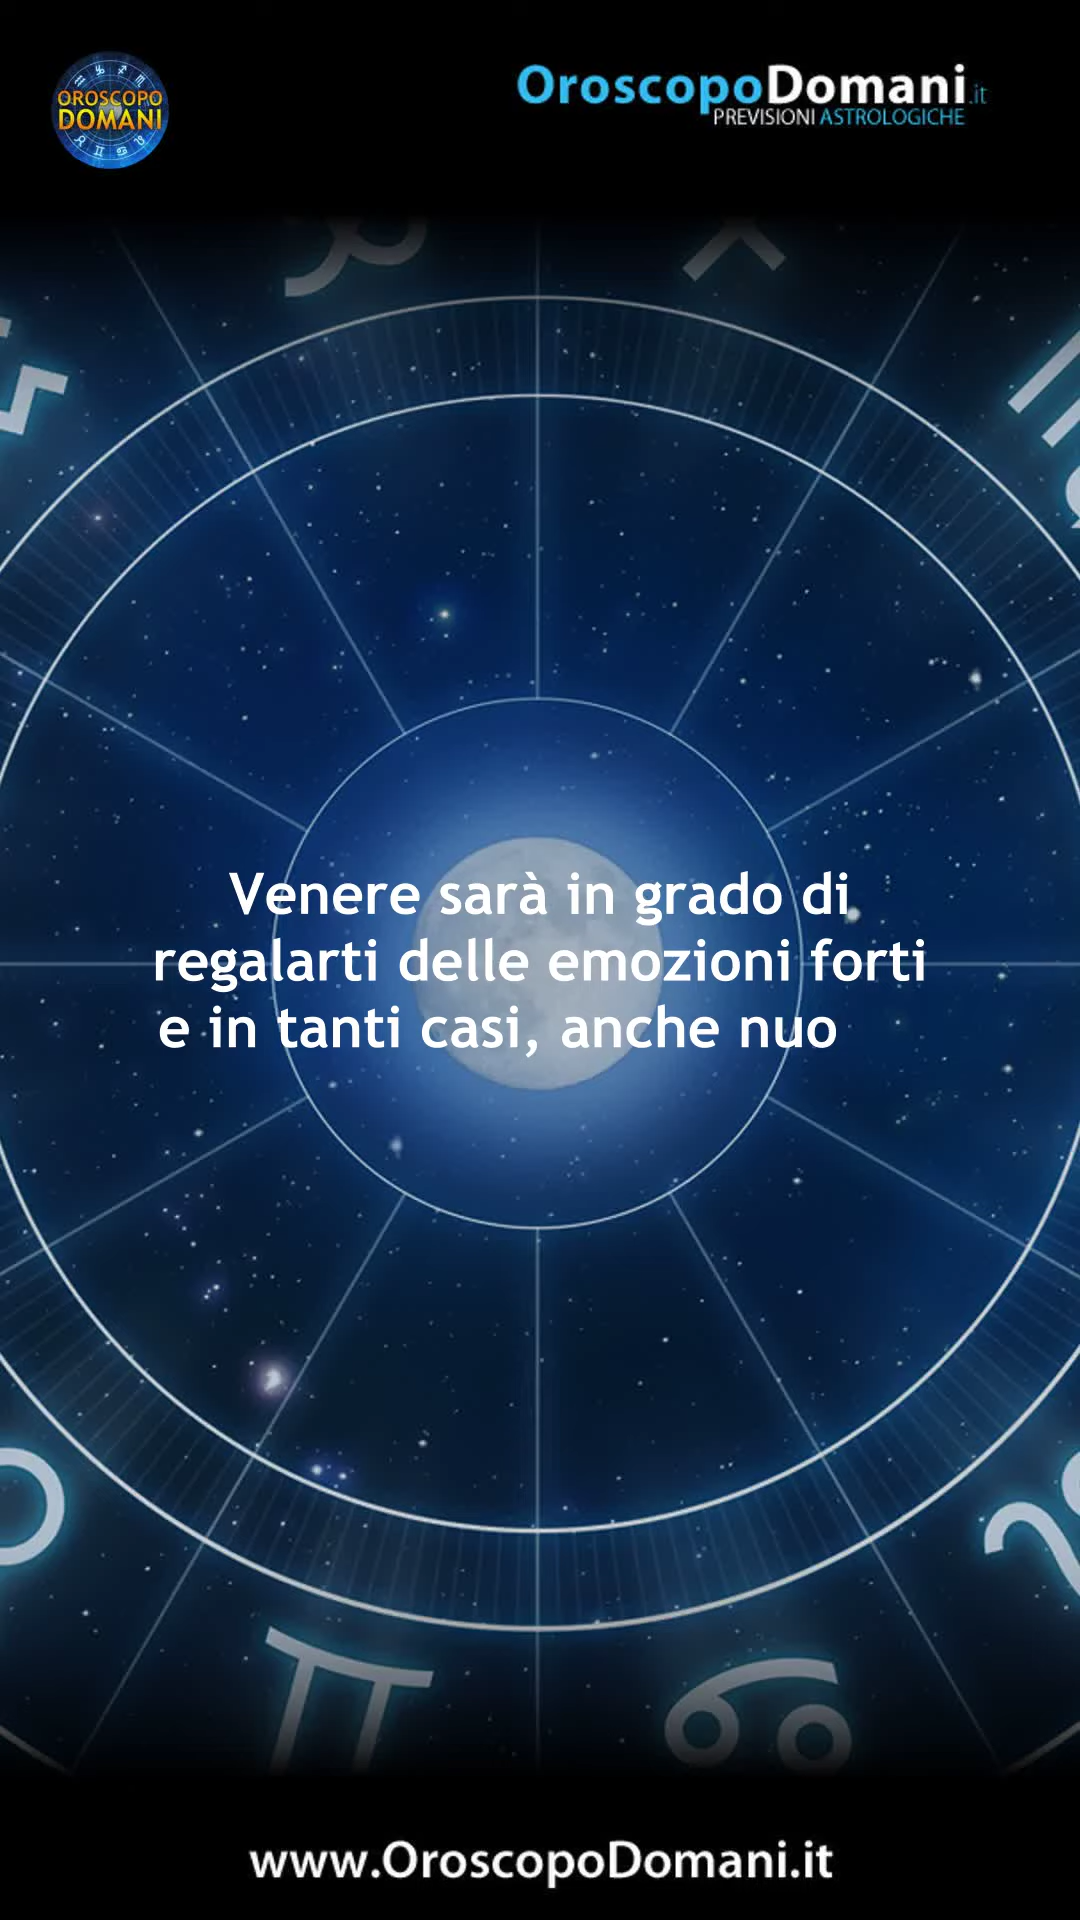 OROSCOPO
DOMANI
OroscopoDomani.it
PREVISIONI ASTROLOGICHE
Venere sarà in grado di
regalarti delle emozioni forti
e in tanti casi, anche nuo
www.OroscopoDomani.it